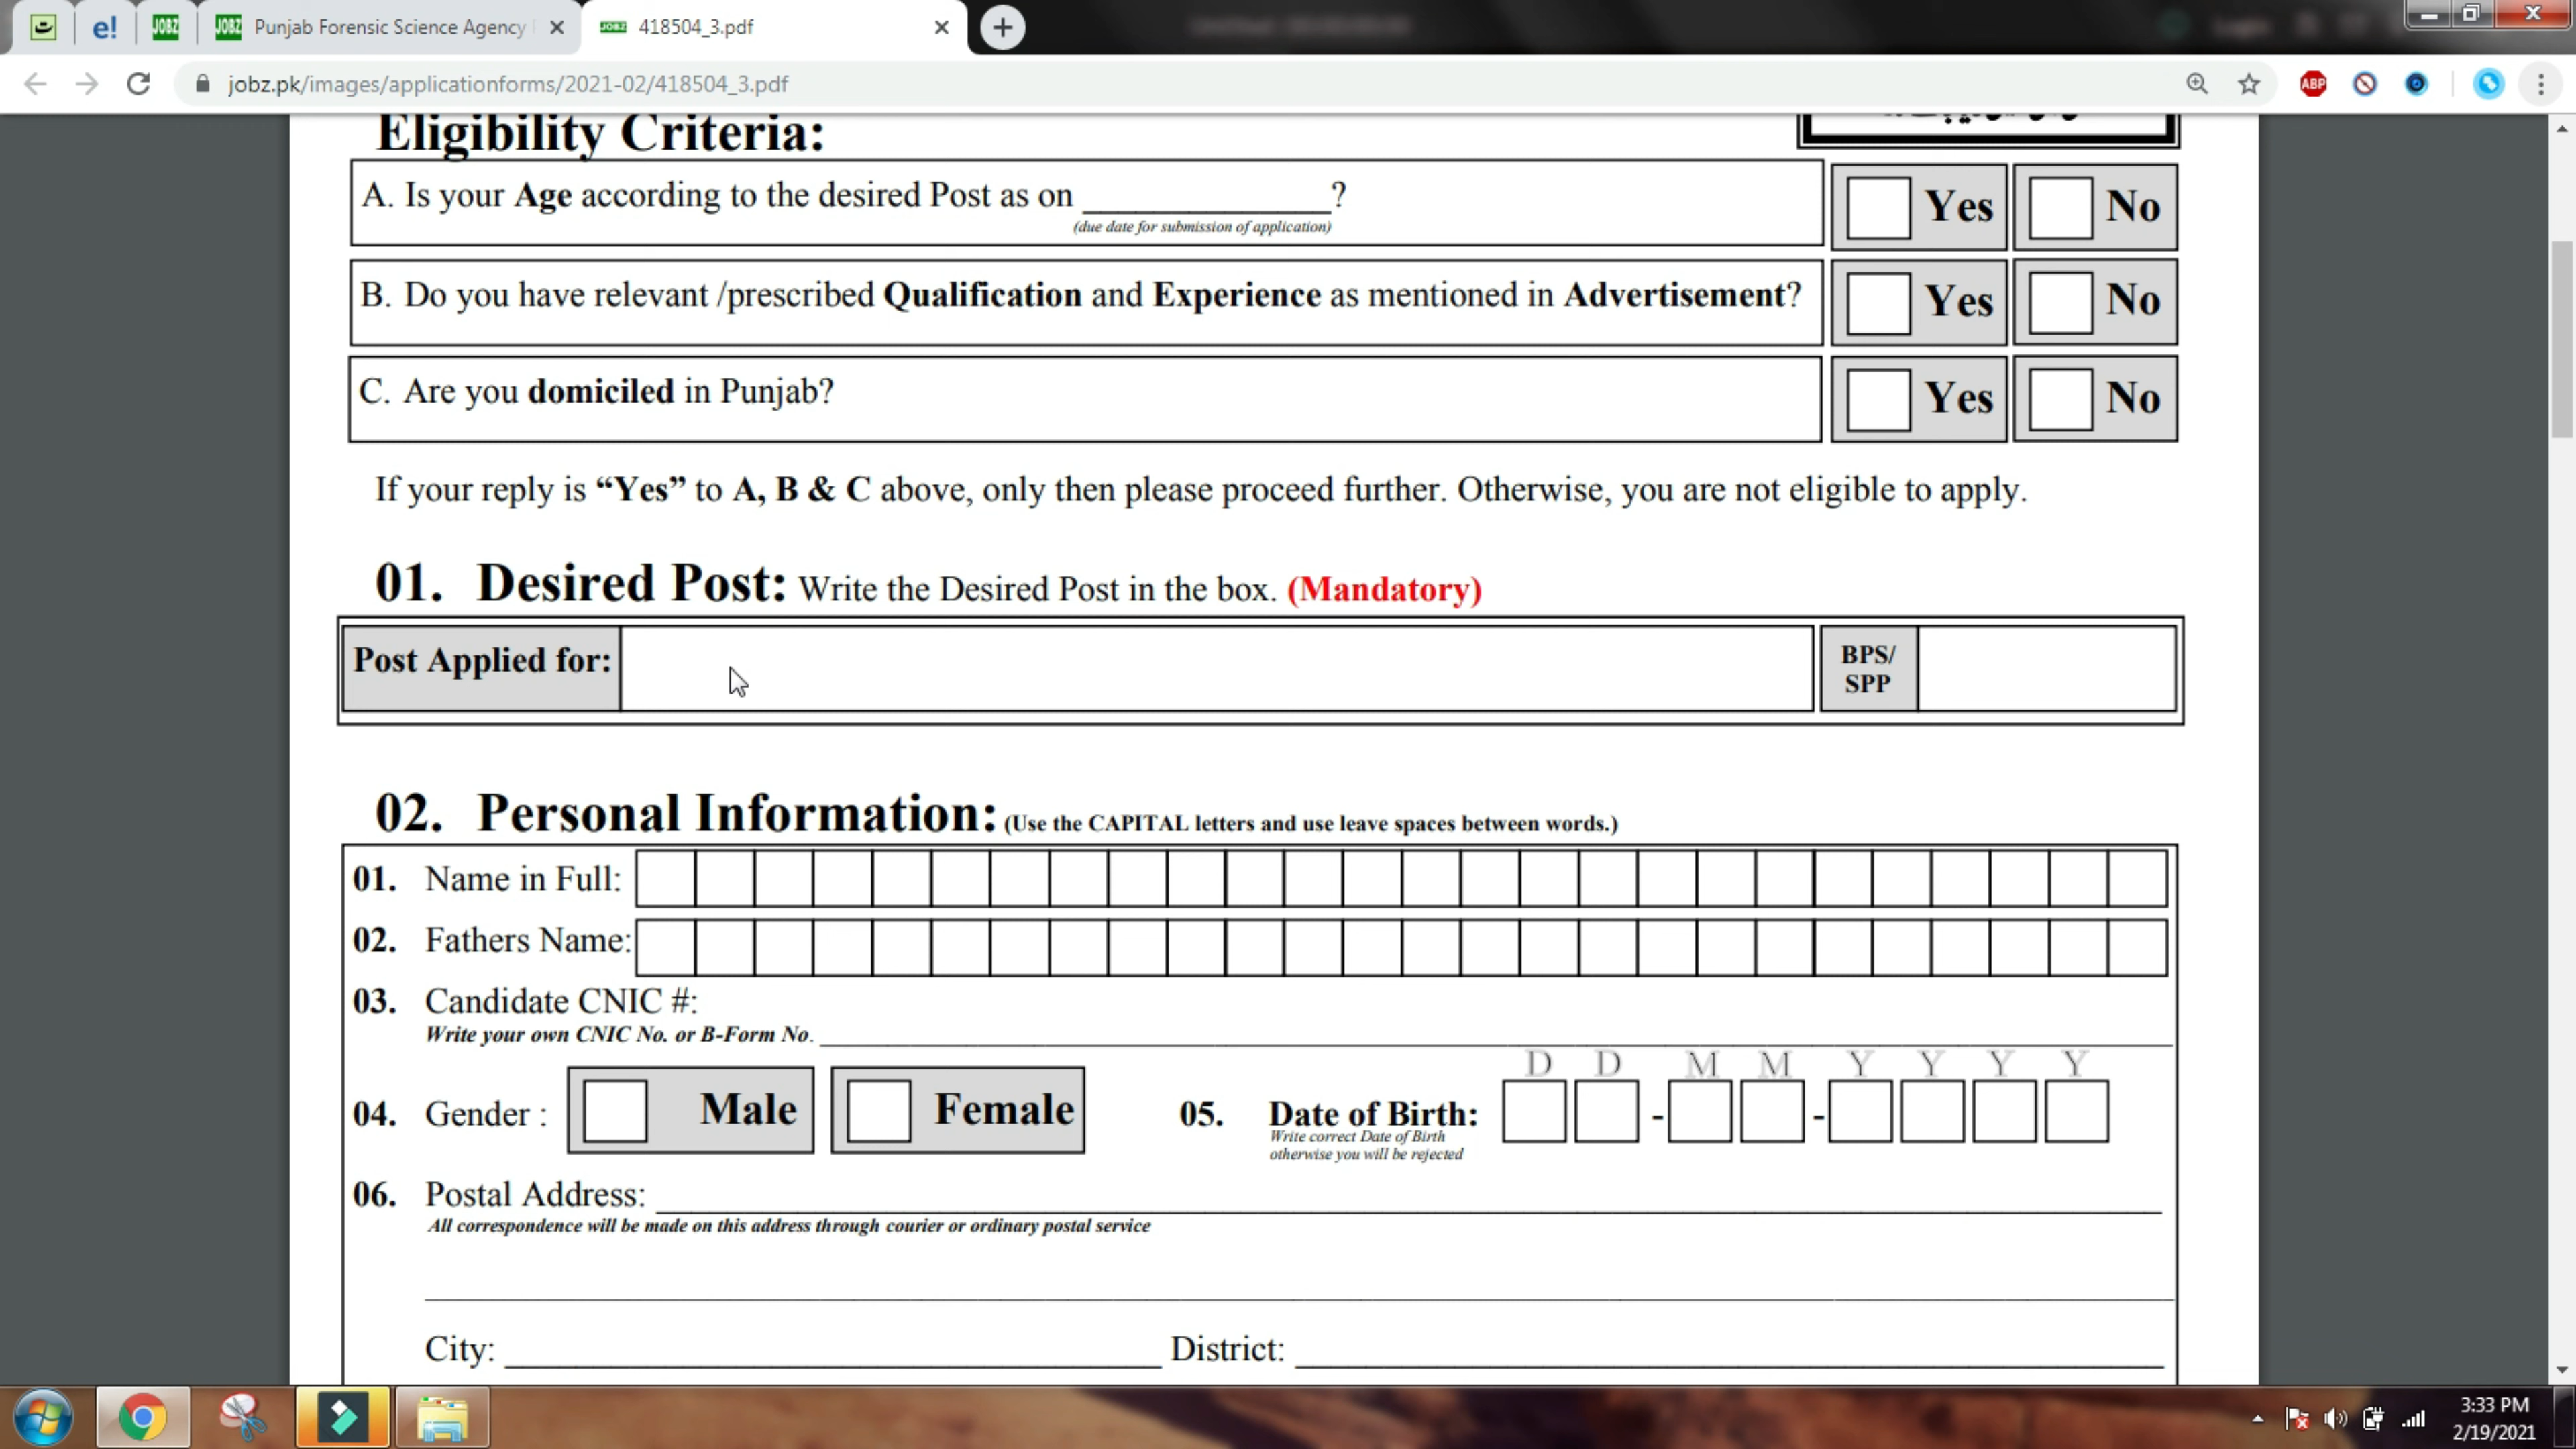 Punjab Forensic Science Agency
418504_3.pdf
jobz.pk/images/applicationforms/2021-02/418504_3.pdf
ABP
Eligibility Criteria:
A. Is your Age according to the desired Post as on ______________?
(due date for submission of application)
Yes No
B. Do you have relevant /prescribed Qualification and Experience as mentioned in Advertisement?
Yes No
C. Are you domiciled in Punjab?
Yes No
If your reply is “Yes” to A, B & C above, only then please proceed further. Otherwise, you are not eligible to apply.
01. Desired Post: Write the Desired Post in the box. (Mandatory)
Post Applied for:
BPS/
SPP
02. Personal Information: (Use the CAPITAL letters and use leave spaces between words.)
01. Name in Full:
02. Fathers Name:
03. Candidate CNIC #:
Write your own CNIC No. or B-Form No.
D D M M Y Y Y Y
04. Gender : Male Female 05. Date of Birth: - -
Write correct Date of Birth
otherwise you will be rejected
06. Postal Address:
All correspondence will be made on this address through courier or ordinary postal service
City: District:
3:33 PM
2/19/2021